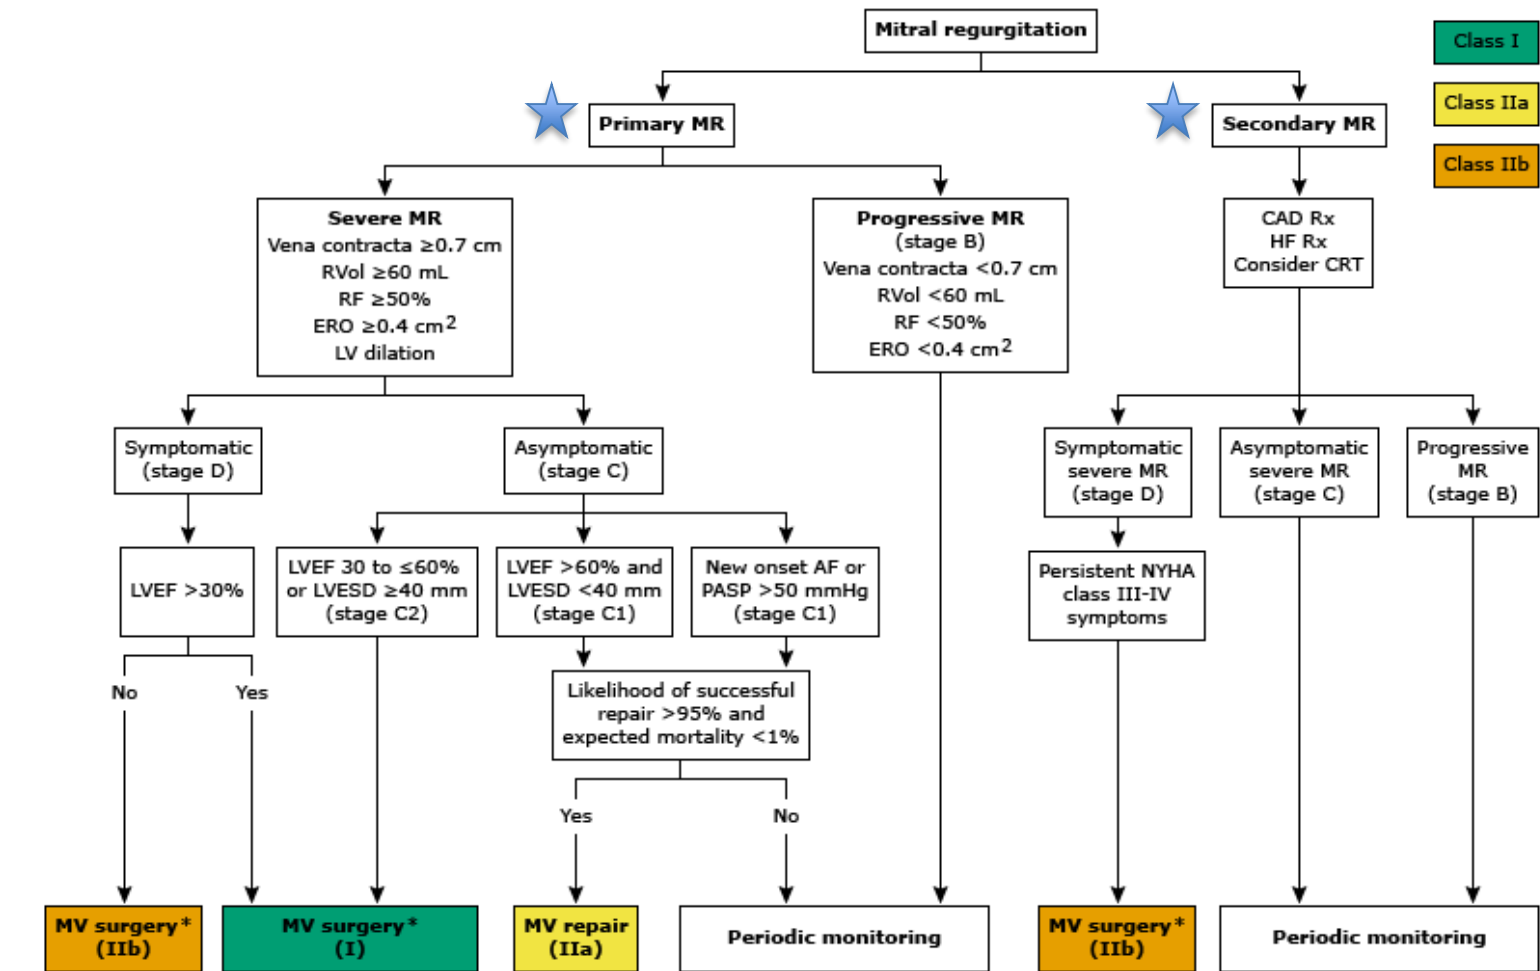 Mitral regurgitation
Class I
Class IIa
Class IIb
Primary MR
Secondary MR
Severe MR
Vena contracta ≥0.7 cm
RVol ≥60 mL
RF ≥50%
ERO ≥0.4 cm²
LV dilation
Progressive MR
(stage B)
Vena contracta <0.7 cm
RVol <60 mL
RF <50%
ERO <0.4 cm²
CAD Rx
HF Rx
Consider CRT
Symptomatic
(stage D)
Asymptomatic
(stage C)
Symptomatic
severe MR
(stage D)
Asymptomatic
severe MR
(stage C)
Progressive
MR
(stage B)
LVEF >30%
LVEF 30 to ≤60%
or LVESD ≥40 mm
(stage C2)
LVEF >60% and
LVESD <40 mm
(stage C1)
New onset AF or
PASP >50 mmHg
(stage C1)
Persistent NYHA
class III-IV
symptoms
No
Yes
Likelihood of successful
repair >95% and
expected mortality <1%
Yes
No
MV surgery*
(IIb)
MV surgery*
(I)
MV repair
(IIa)
Periodic monitoring
MV surgery*
(IIb)
Periodic monitoring